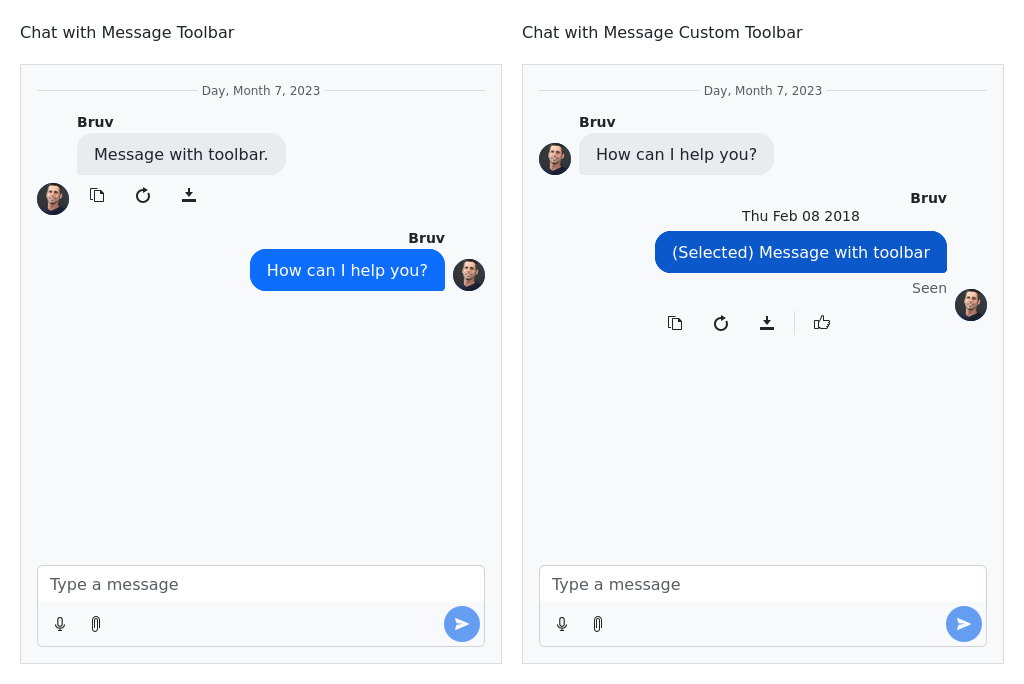 Chat with Message Toolbar
Day, Month 7, 2023
Bruv
Message with toolbar.
Bruv
How can I help you?
Type a message
Chat with Message Custom Toolbar
Day, Month 7, 2023
Bruv
How can I help you?
Bruv
Thu Feb 08 2018
(Selected) Message with toolbar
Seen
Type a message